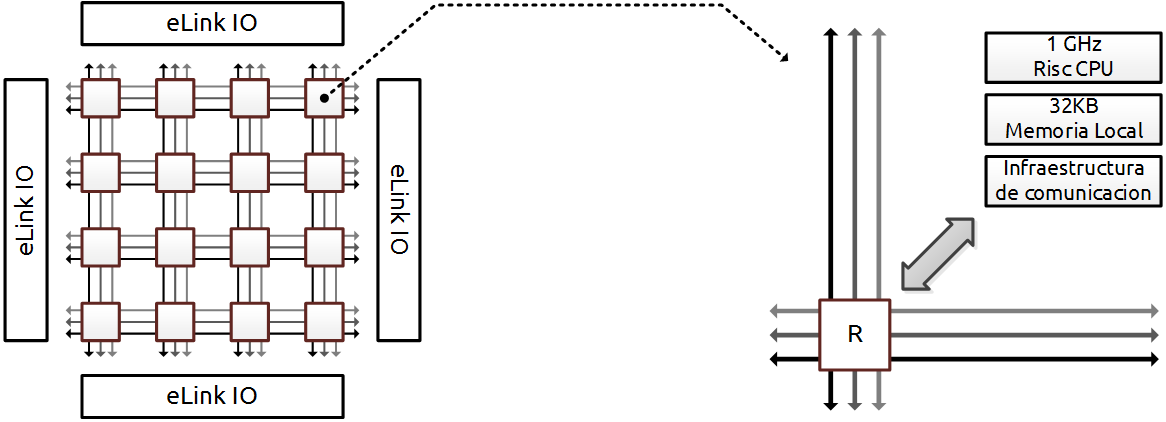 eLink IO
eLink IO
eLink IO
eLink IO
1 GHz
Risc CPU
32KB
Memoria Local
Infraestructura
de comunicacion
R